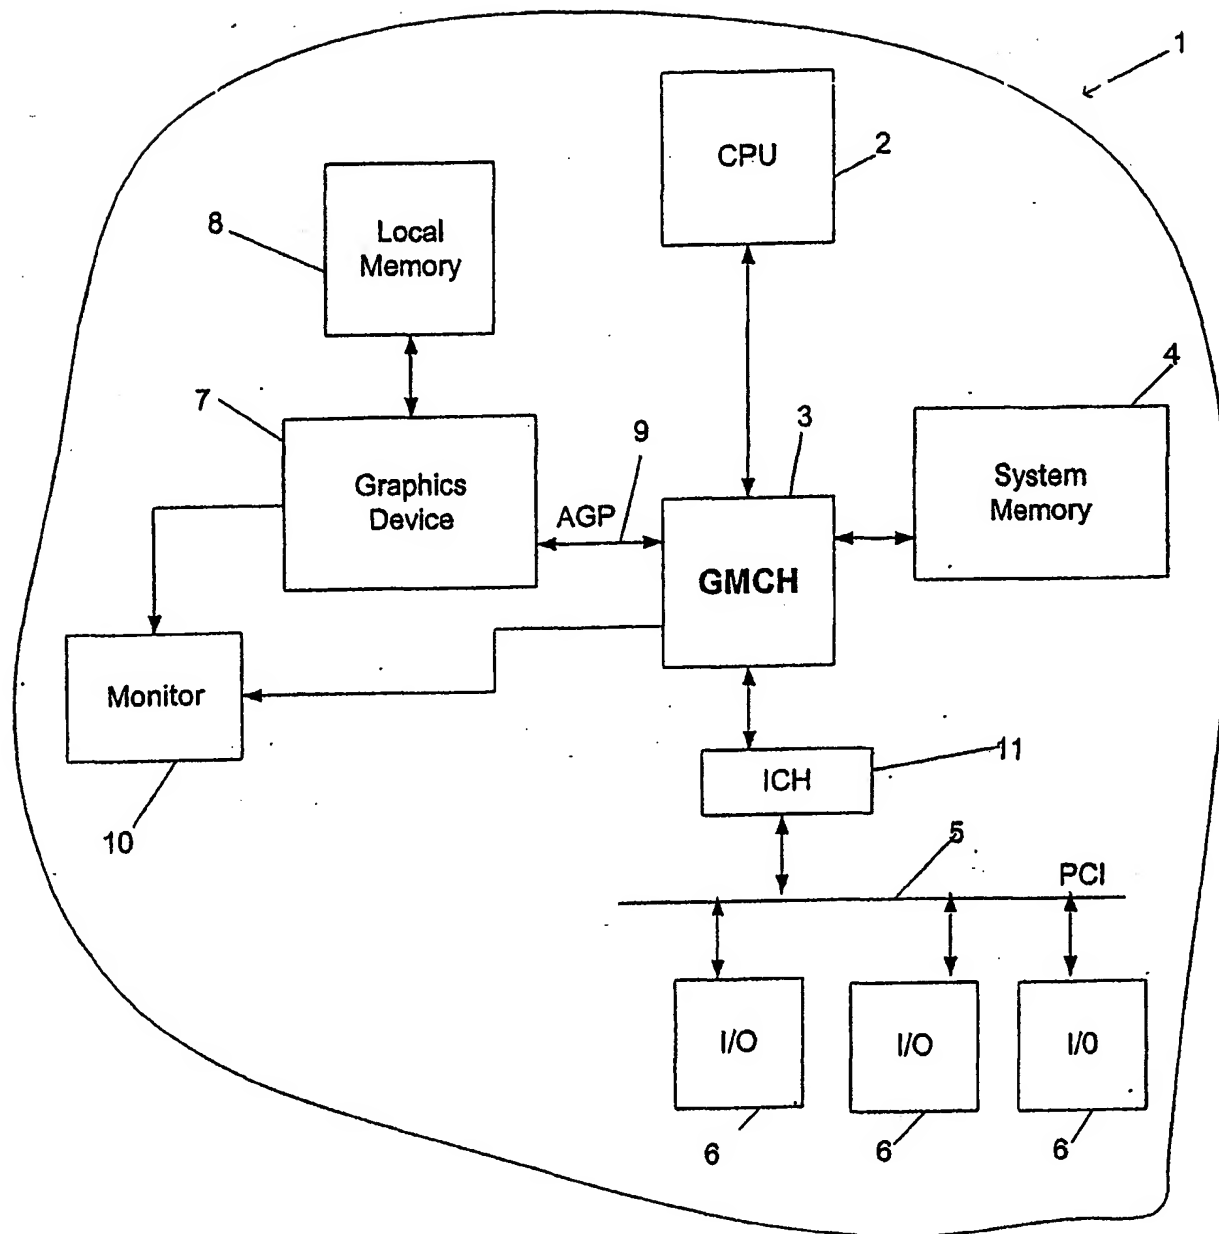 1
CPU
2
8
Local
Memory
4
7
9
3
Graphics
Device
AGP
System
Memory
GMCH
Monitor
10
ICH
11
5
PCI
I/O
I/O
I/0
6
6
6